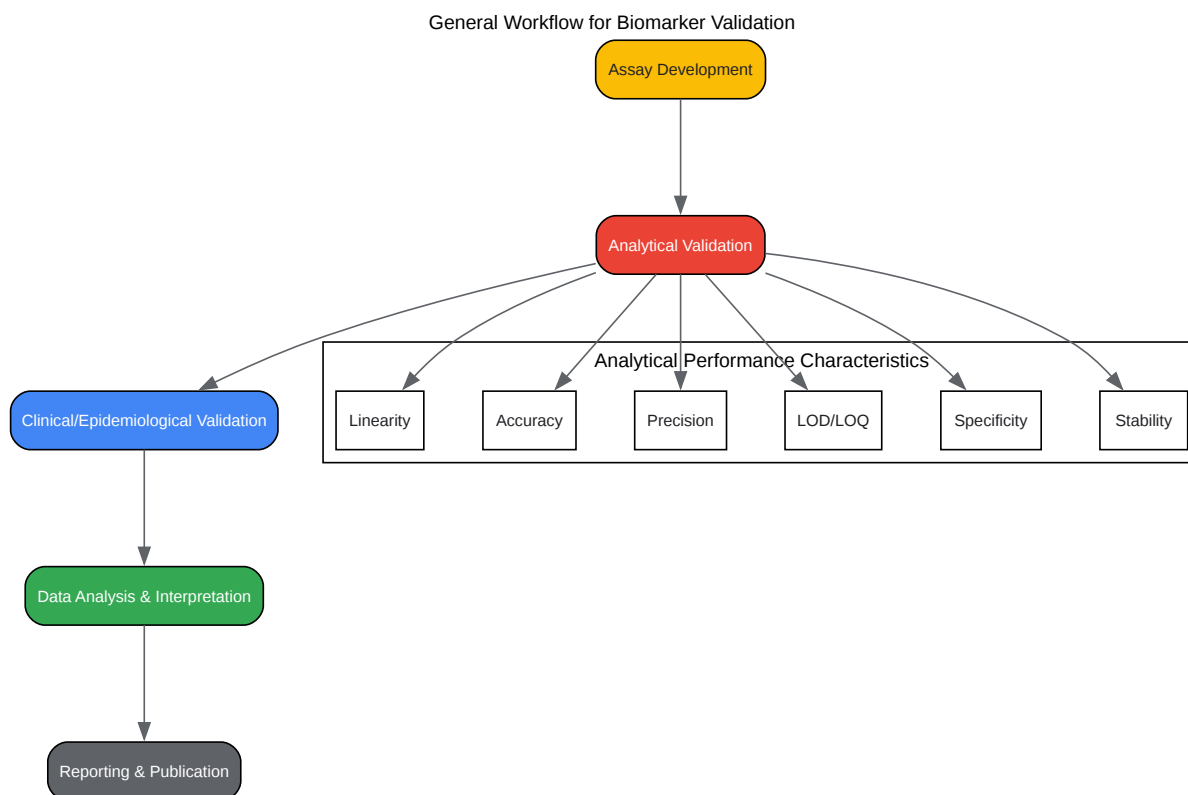 General Workflow for Biomarker Validation
Assay Development
Analytical Validation
Analytical Performance Characteristics
Clinical/Epidemiological Validation
Linearity
Accuracy
Precision
LOD/LOQ
Specificity
Stability
Data Analysis & Interpretation
Reporting & Publication